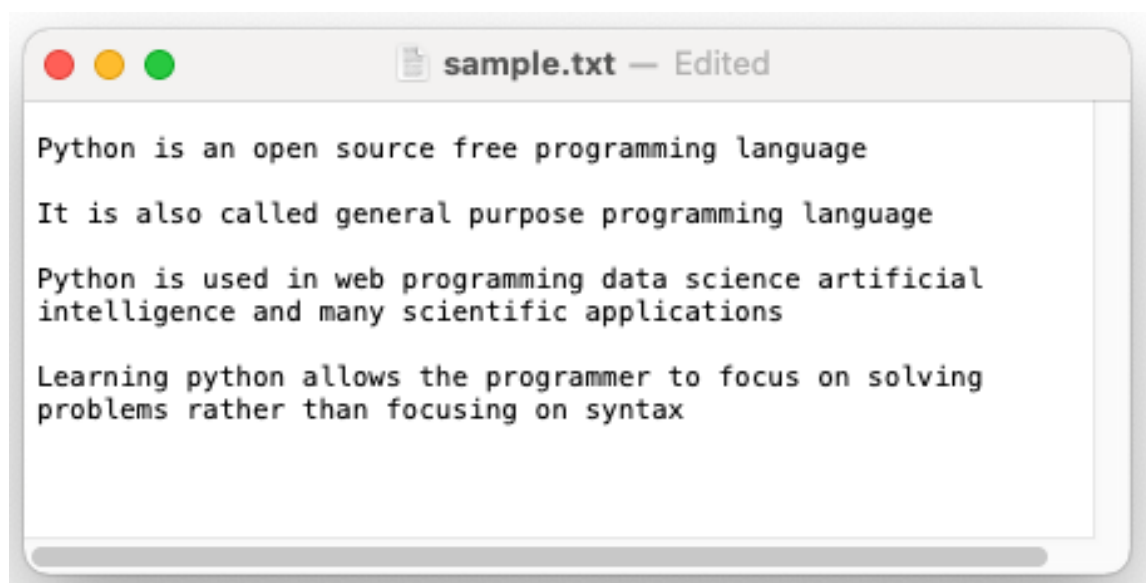 sample.txt — Edited
Python is an open source free programming language
It is also called general purpose programming language
Python is used in web programming data science artificial
intelligence and many scientific applications
Learning python allows the programmer to focus on solving
problems rather than focusing on syntax